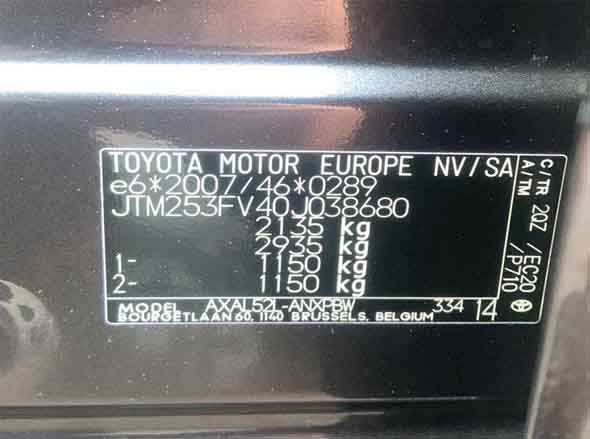 TOYOTA MOTOR EUROPE NV/SA
e6*2007/46*0289
JTM253FV40J038680
2135 kg
2935 kg
1- 1150 kg
2- 1150 kg
MODEL AXAL52L-ANXPBW 334 14
BOURGETLAAN 60, 1140 BRUSSELS, BELGIUM
C/TR 2QZ /EC20
A/TM /P710